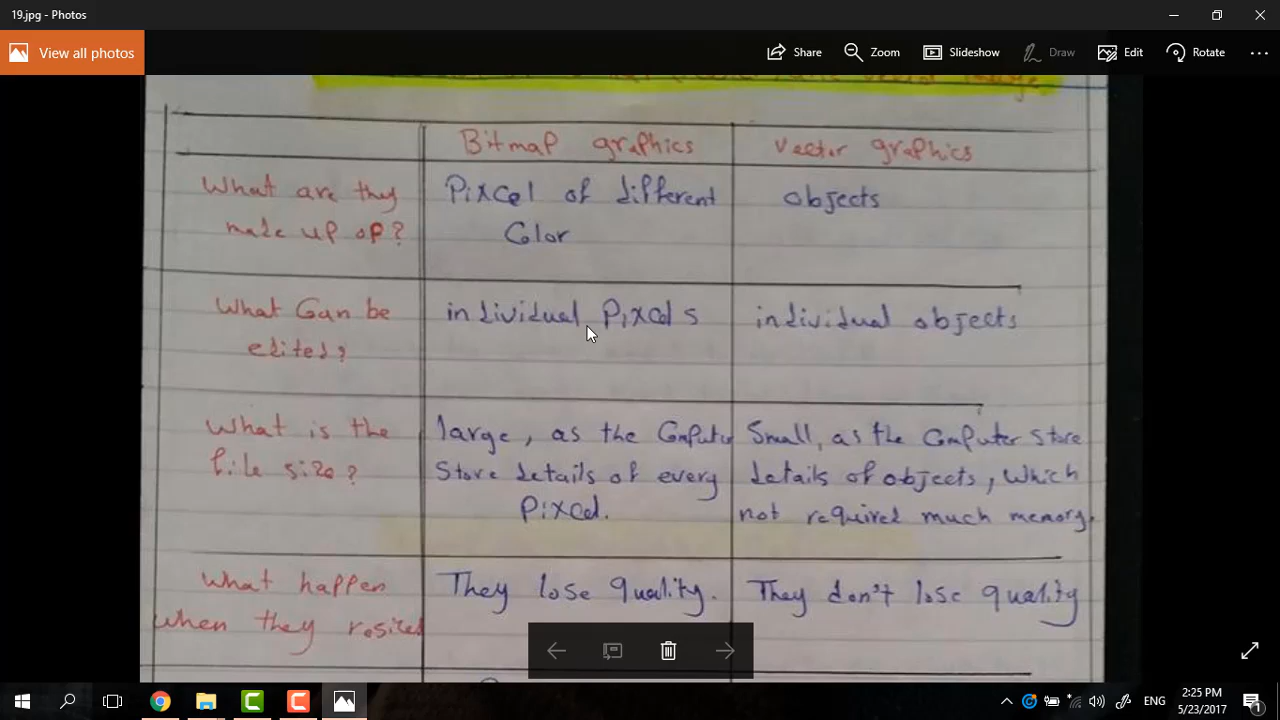 19.jpg - Photos
View all photos
Share
Zoom
Slideshow
Draw
Edit
Rotate
vector image
Bitmap graphics
vector graphics
What are they
made up of?
Pixcel of different
Color
objects
What Can be
edited?
individual Pixcels
individual objects
What is the
file size?
large, as the Computer
Store details of every
Pixcel.
Small, as the Computer store
details of objects, which
not required much memory.
What happen
when they resized
They lose quality.
They don't lose quality
ENG
2:25 PM
5/23/2017
1